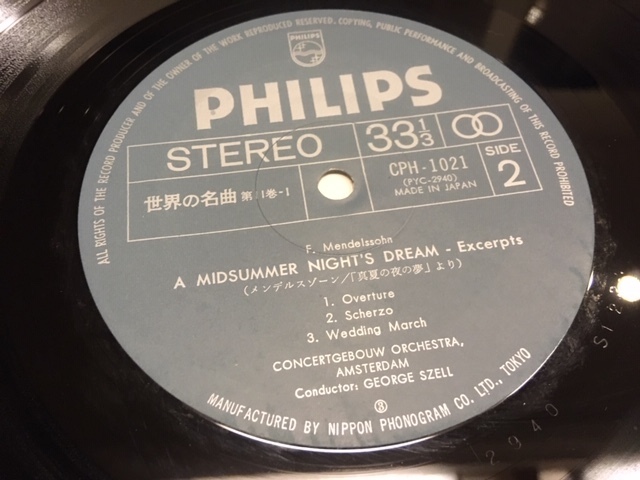 ALL RIGHTS OF THE RECORD PRODUCER AND OF THE OWNER OF THE WORK REPRODUCED RESERVED. COPYING, PUBLIC PERFORMANCE AND BROADCASTING OF THIS RECORD PROHIBITED
PHILIPS
PHILIPS
STEREO
33 1/3
SIDE 2
CPH-1021
(PYC-2940)
MADE IN JAPAN
世界の名曲
F. Mendelssohn
A MIDSUMMER NIGHT'S DREAM - Excerpts
(メンデルスゾーン/「真夏の夜の夢」より)
1. Overture
2. Scherzo
3. Wedding March
CONCERTGEBOUW ORCHESTRA,
AMSTERDAM
Conductor: GEORGE SZELL
MANUFACTURED BY NIPPON PHONOGRAM CO. LTD., TOKYO
2940